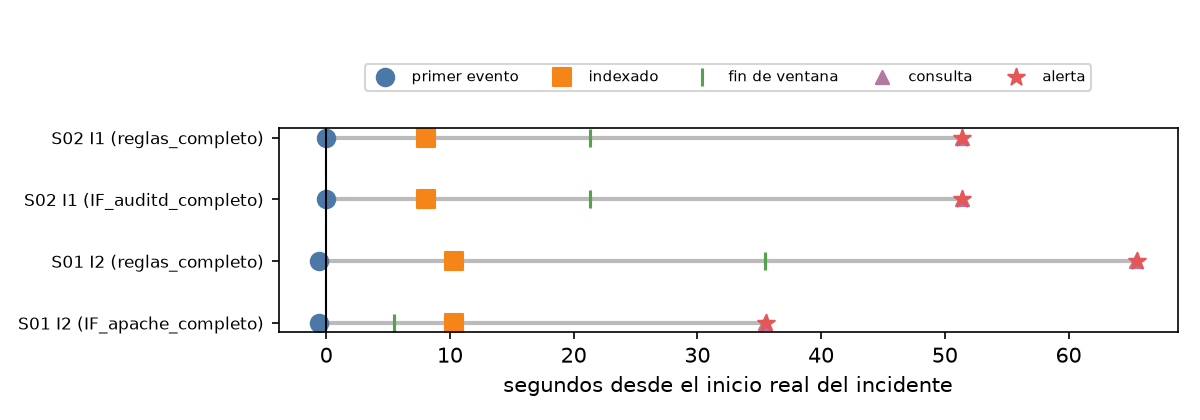 primer evento indexado fin de ventana consulta alerta
S02 I1 (reglas_completo)
S02 I1 (IF_auditd_completo)
S01 I2 (reglas_completo)
S01 I2 (IF_apache_completo)
0 10 20 30 40 50 60
segundos desde el inicio real del incidente